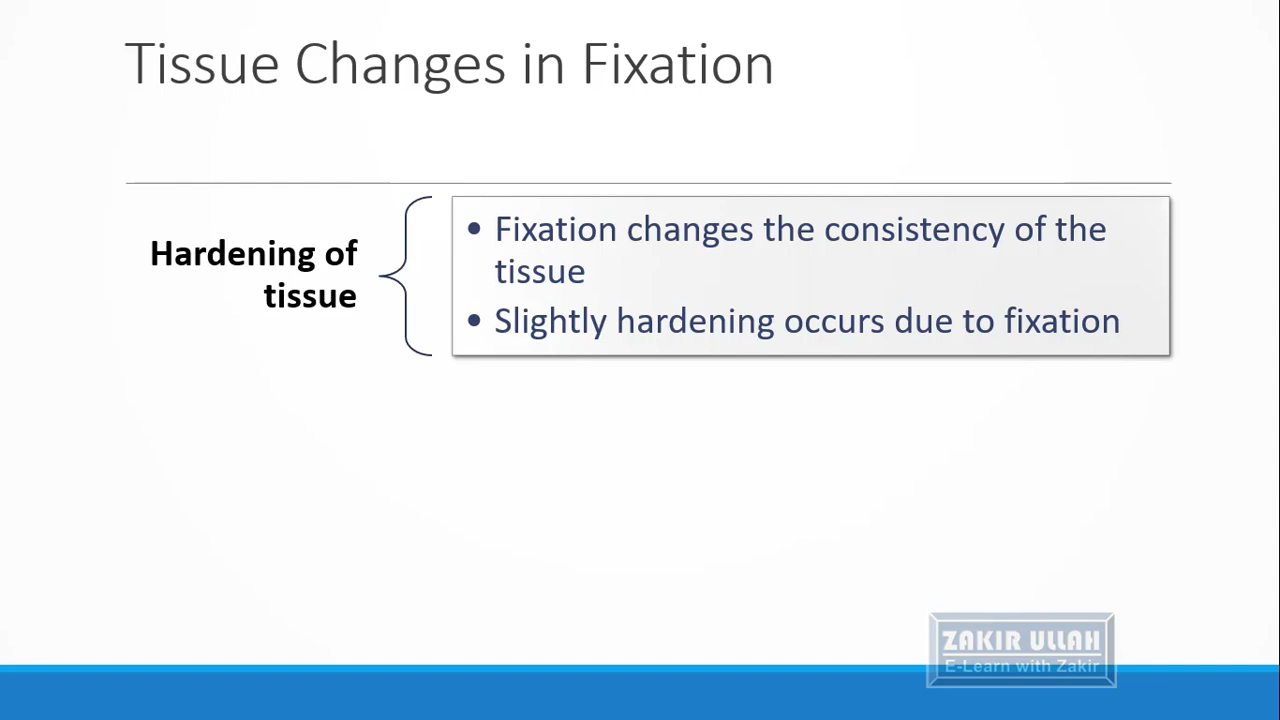 Tissue Changes in Fixation
Hardening of
tissue
• Fixation changes the consistency of the
tissue
• Slightly hardening occurs due to fixation
ZAKIR ULLAH
E-Learn with Zakir